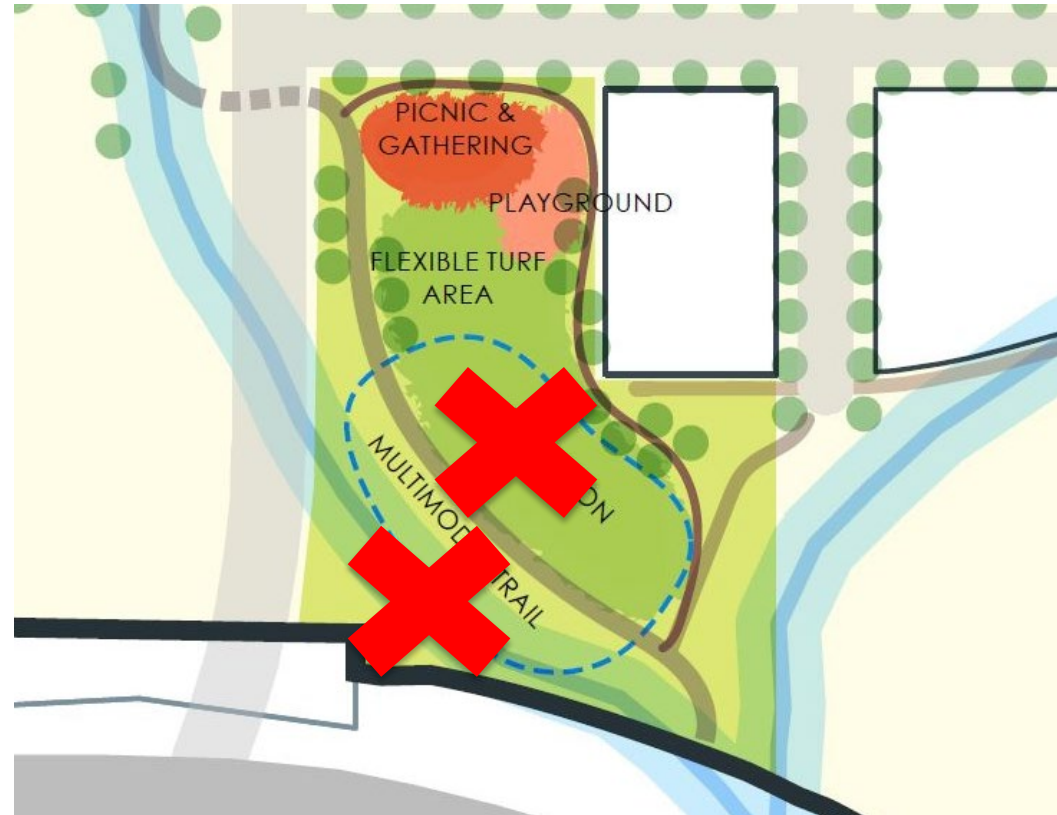 PICNIC &
GATHERING
PLAYGROUND
FLEXIBLE TURF
AREA
MULTIMOD TRAIL
ON